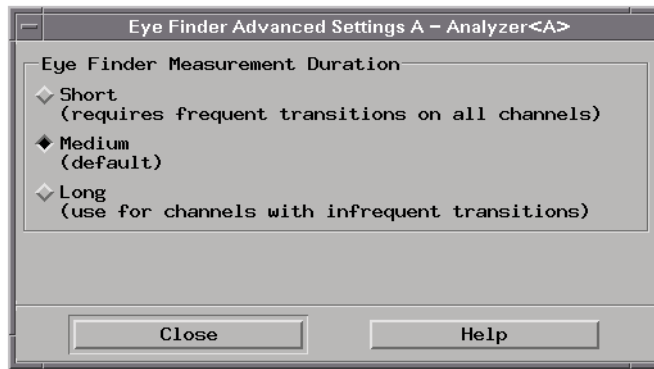 Eye Finder Advanced Settings A – Analyzer<A>
Eye Finder Measurement Duration
Short
(requires frequent transitions on all channels)
Medium
(default)
Long
(use for channels with infrequent transitions)
Close
Help